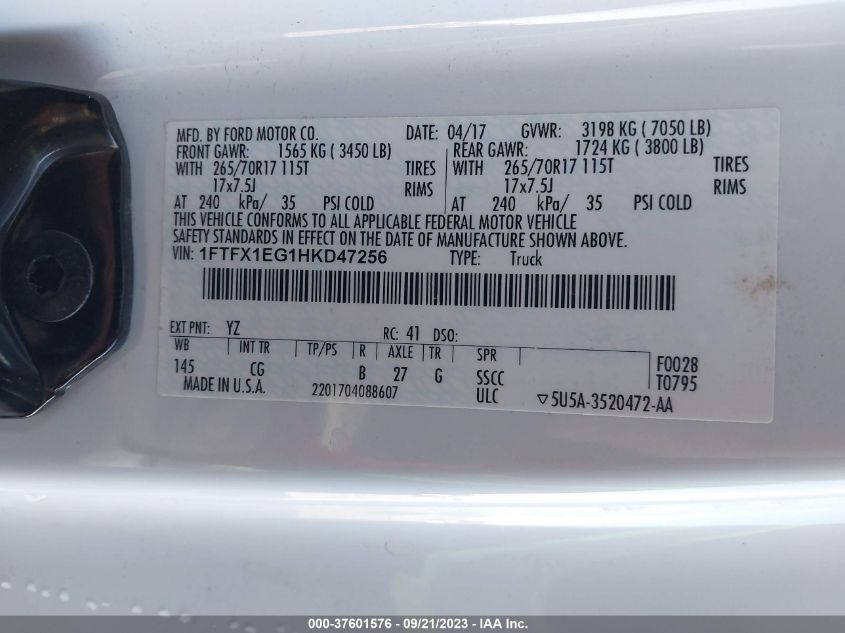 MFD. BY FORD MOTOR CO. DATE: 04/17 GVWR: 3198 KG ( 7050 LB)
FRONT GAWR: 1565 KG ( 3450 LB) REAR GAWR: 1724 KG ( 3800 LB)
WITH 265/70R17 115T TIRES WITH 265/70R17 115T TIRES
17x7.5J RIMS 17x7.5J RIMS
AT 240 kPa/ 35 PSI COLD AT 240 kPa/ 35 PSI COLD
THIS VEHICLE CONFORMS TO ALL APPLICABLE FEDERAL MOTOR VEHICLE
SAFETY STANDARDS IN EFFECT ON THE DATE OF MANUFACTURE SHOWN ABOVE.
VIN: 1FTFX1EG1HKD47256 TYPE: Truck
EXT PNT: YZ RC: 41 DSO:
WB INT TR TP/PS R AXLE TR SPR F0028
145 CG B 27 G SSCC T0795
MADE IN U.S.A. 2201704088607 ULC ▽5U5A-3520472-AA
000-37601576 - 09/21/2023 - IAA Inc.